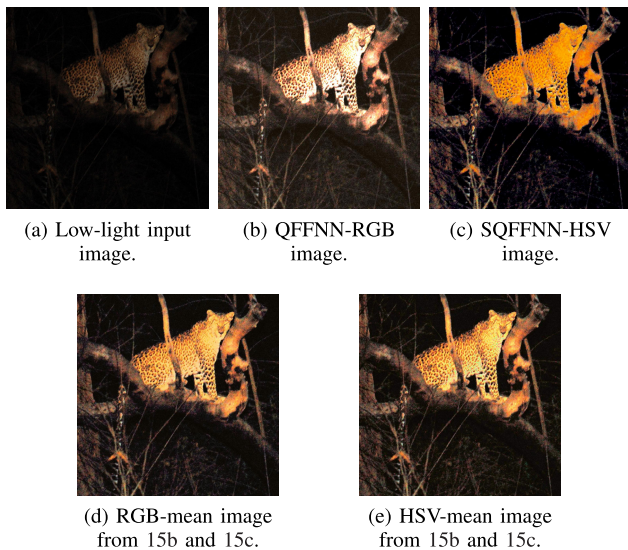 (a) Low-light input
image.
(b) QFFNN-RGB
image.
(c) SQFFNN-HSV
image.
(d) RGB-mean image
from 15b and 15c.
(e) HSV-mean image
from 15b and 15c.